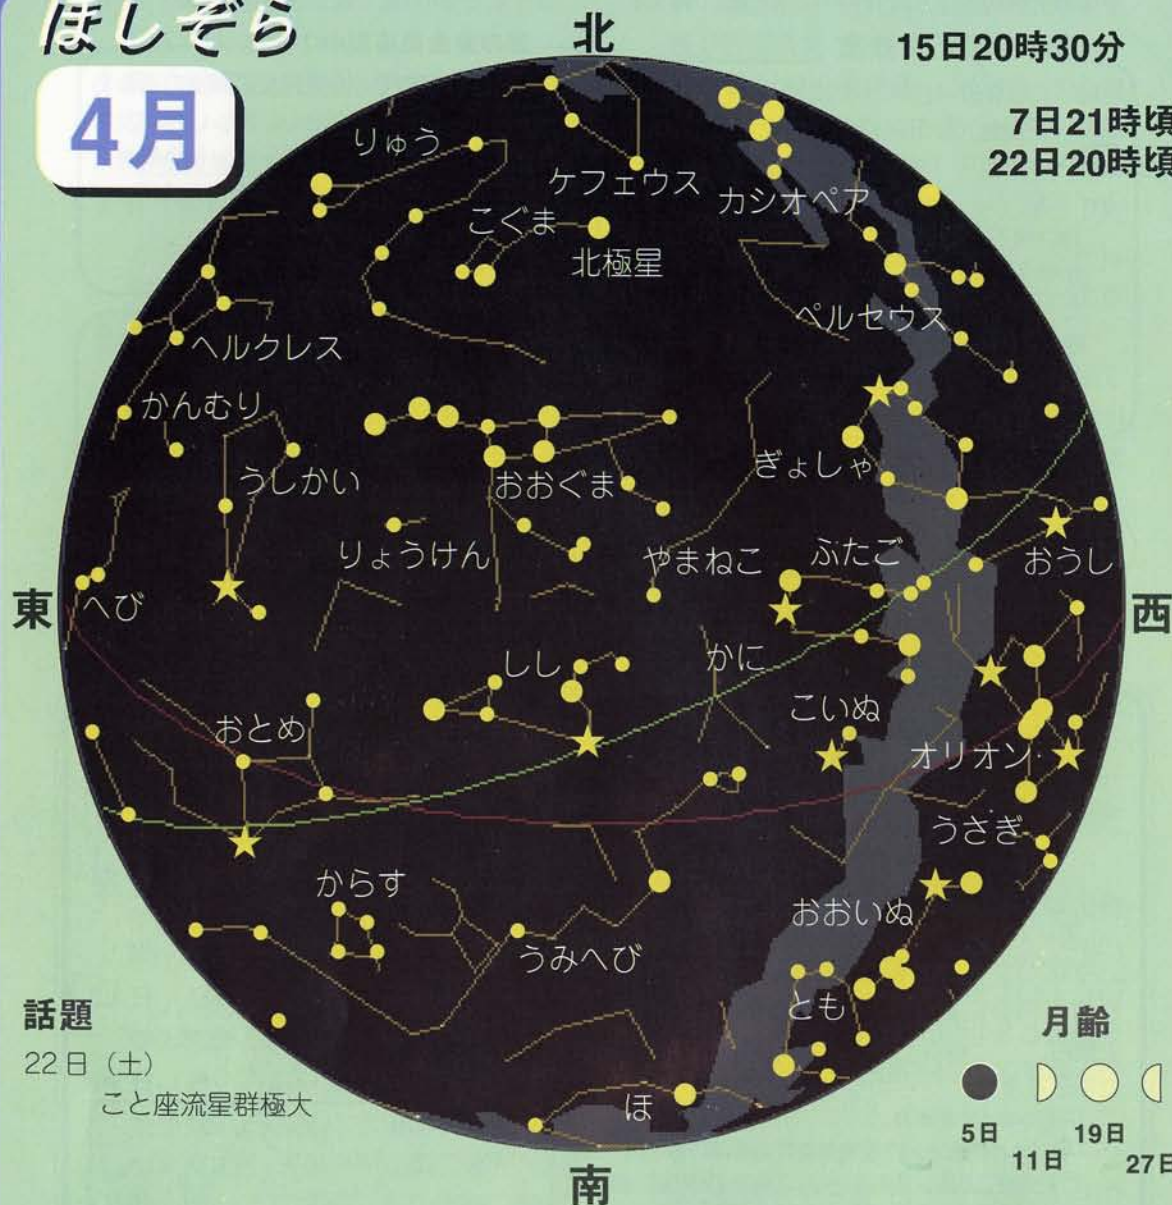 ほしぞら
4月
北
15日20時30分
7日21時頃
22日20時頃
りゅう
ケフェウス
カシオペア
こぐま
北極星
ペルセウス
ヘルクレス
かんむり
うしかい
おおぐま
ぎょしゃ
りょうけん
やまねこ
ふたご
おうし
東
へび
西
しし
かに
おとめ
こいぬ
オリオン
うさぎ
からす
おおいぬ
うみへび
とも
ほ
話題
22日(土)
こと座流星群極大
月齢
5日
19日
11日
27日
南